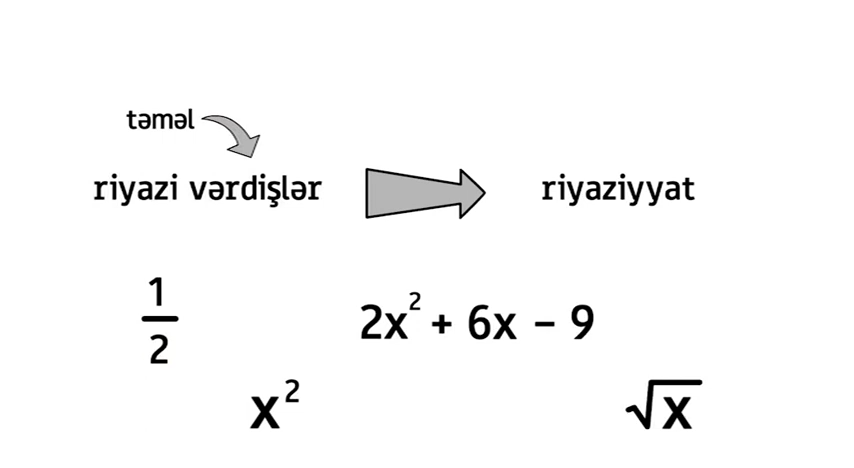 təməl
riyazi vərdişlər
riyaziyyat
1
2
2x² + 6x − 9
x²
√x